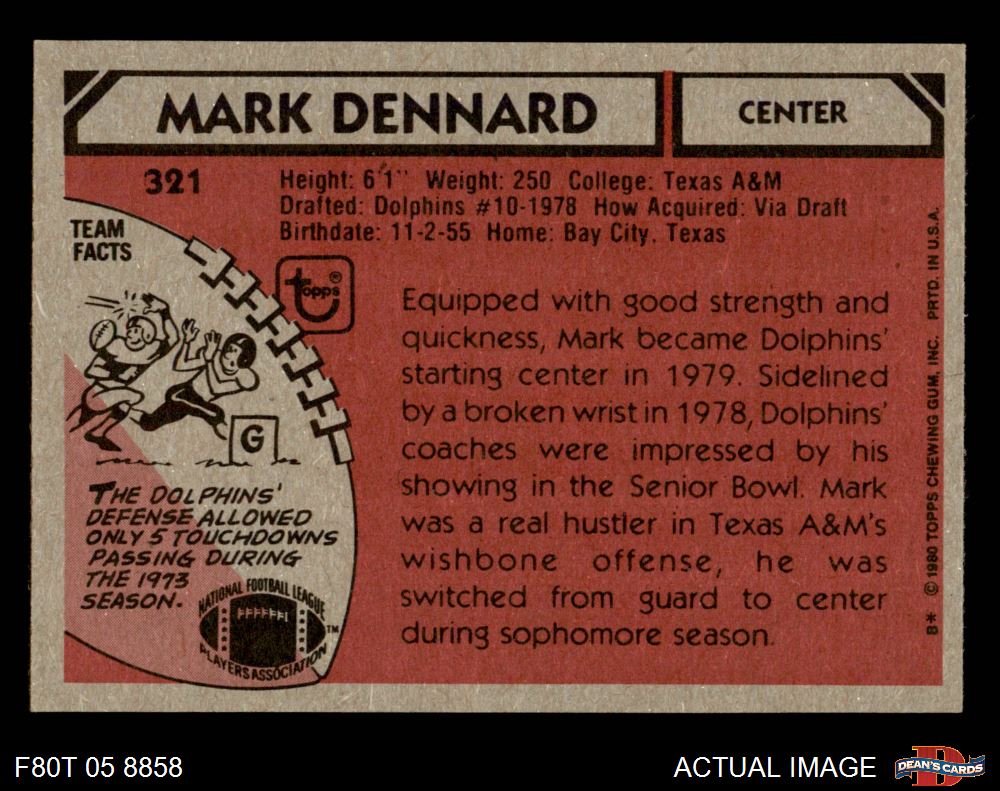 MARK DENNARD
CENTER
321
Height: 6'1" Weight: 250 College: Texas A&M
Drafted: Dolphins #10-1978 How Acquired: Via Draft
Birthdate: 11-2-55 Home: Bay City, Texas
TEAM
FACTS
topps®
Equipped with good strength and
quickness, Mark became Dolphins'
starting center in 1979. Sidelined
by a broken wrist in 1978, Dolphins'
coaches were impressed by his
showing in the Senior Bowl. Mark
was a real hustler in Texas A&M's
wishbone offense, he was
switched from guard to center
during sophomore season.
G
THE DOLPHINS'
DEFENSE ALLOWED
ONLY 5 TOUCHDOWNS
PASSING DURING
THE 1973
SEASON.
NATIONAL FOOTBALL LEAGUE
PLAYERS ASSOCIATION
TM
B* © 1980 TOPPS CHEWING GUM, INC. PRTD. IN U.S.A.
F80T 05 8858
ACTUAL IMAGE
DEAN'S CARDS